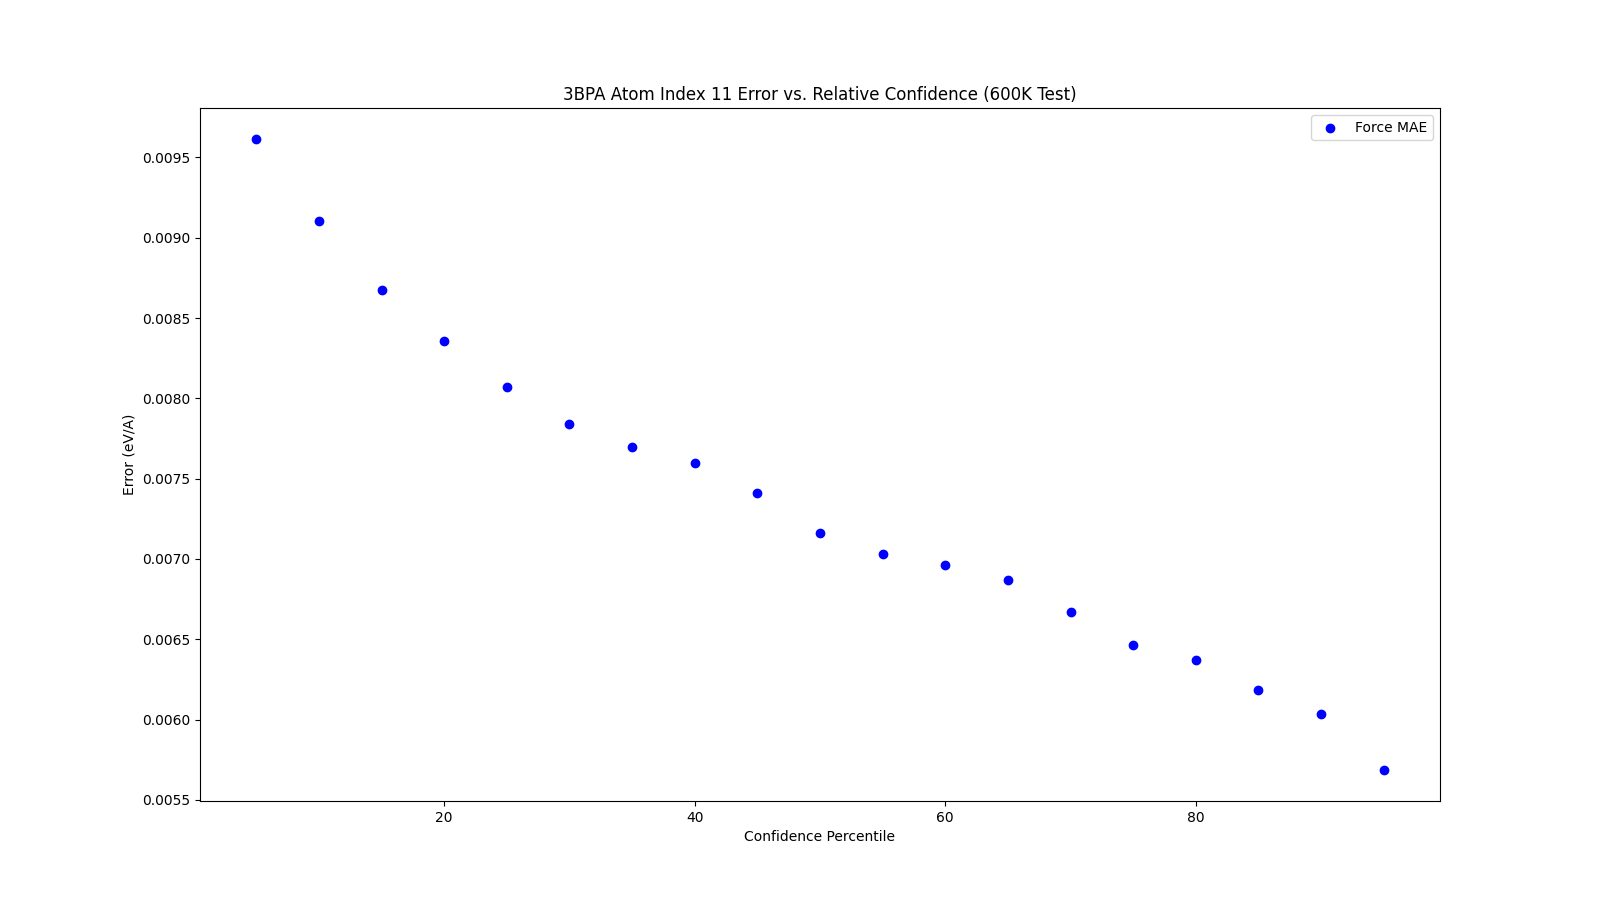 3BPA Atom Index 11 Error vs. Relative Confidence (600K Test)
Force MAE
0.0095
0.0090
0.0085
0.0080
0.0075
0.0070
0.0065
0.0060
0.0055
Error (eV/A)
20 40 60 80
Confidence Percentile